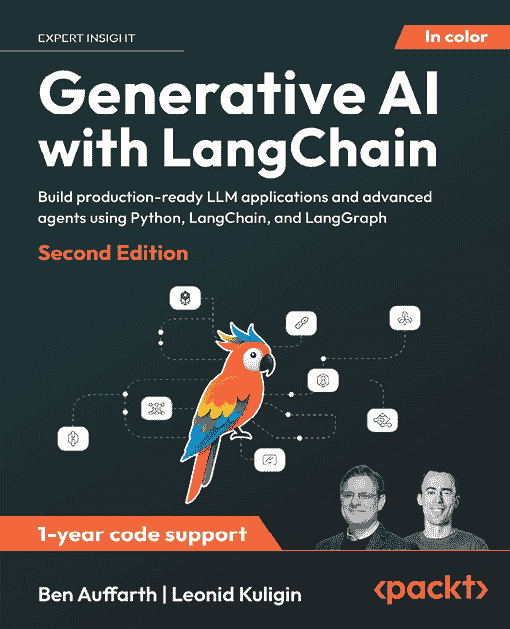 EXPERT INSIGHT
In color
Generative AI
with LangChain
Build production-ready LLM applications and advanced
agents using Python, LangChain, and LangGraph
Second Edition
1-year code support
Ben Auffarth | Leonid Kuligin
<packt>